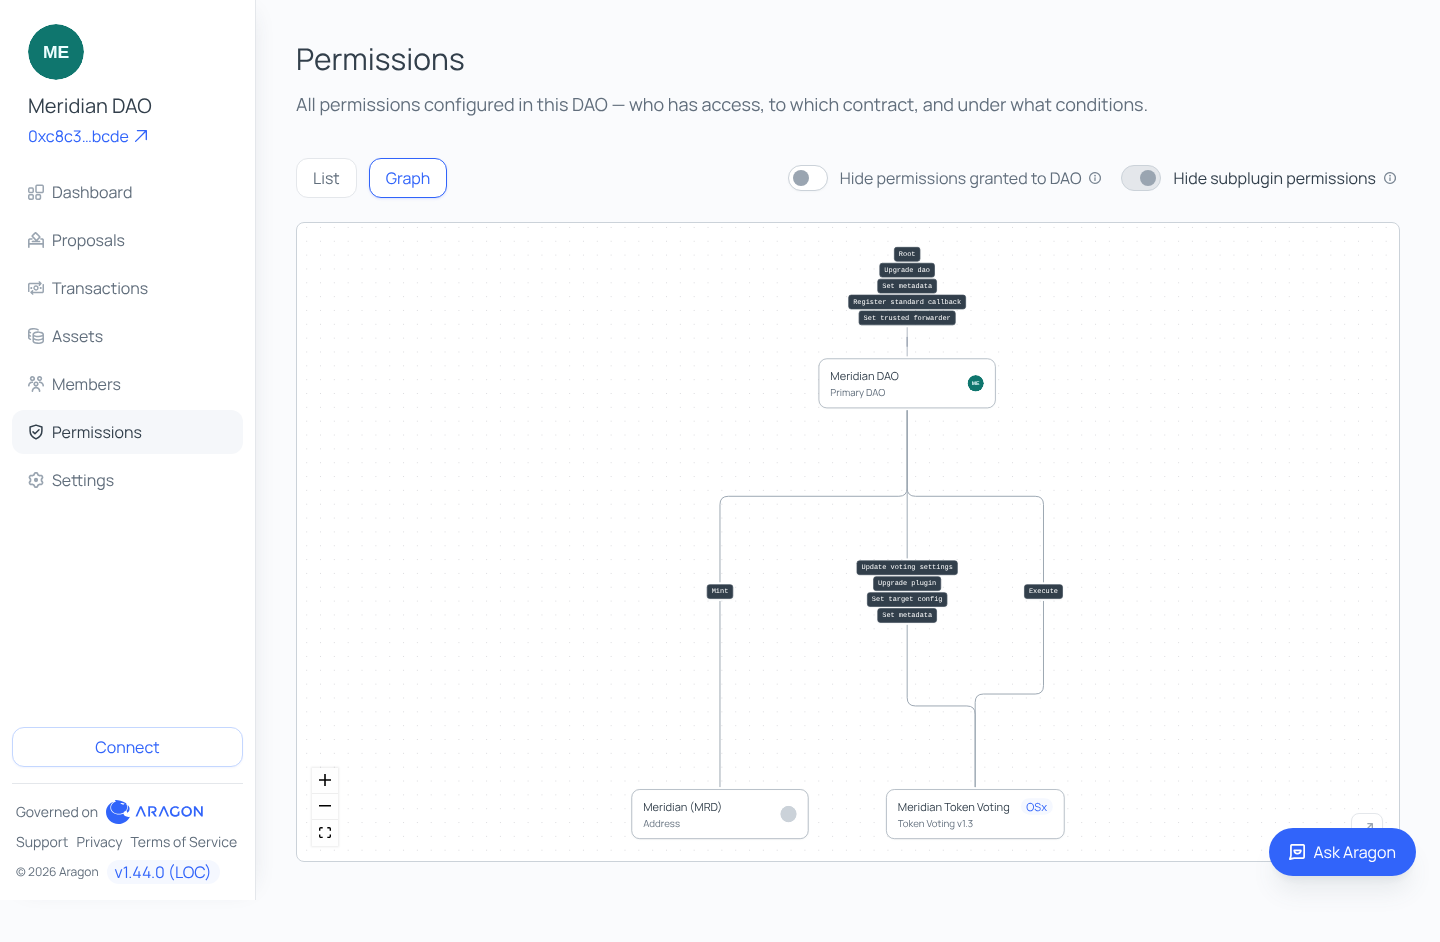 ME
Meridian DAO
0xc8c3...bcde
Dashboard
Proposals
Transactions
Assets
Members
Permissions
Settings
Connect
Governed on ARAGON
Support Privacy Terms of Service
© 2026 Aragon v1.44.0 (LOC)
Permissions
All permissions configured in this DAO — who has access, to which contract, and under what conditions.
List Graph Hide permissions granted to DAO Hide subplugin permissions
Root
Upgrade dao
Set metadata
Register standard callback
Set trusted forwarder
Meridian DAO
Primary DAO
ME
Update voting settings
Upgrade plugin
Set target config
Set metadata
Mint
Execute
Meridian (MRD)
Address
Meridian Token Voting OSx
Token Voting v1.3
Ask Aragon